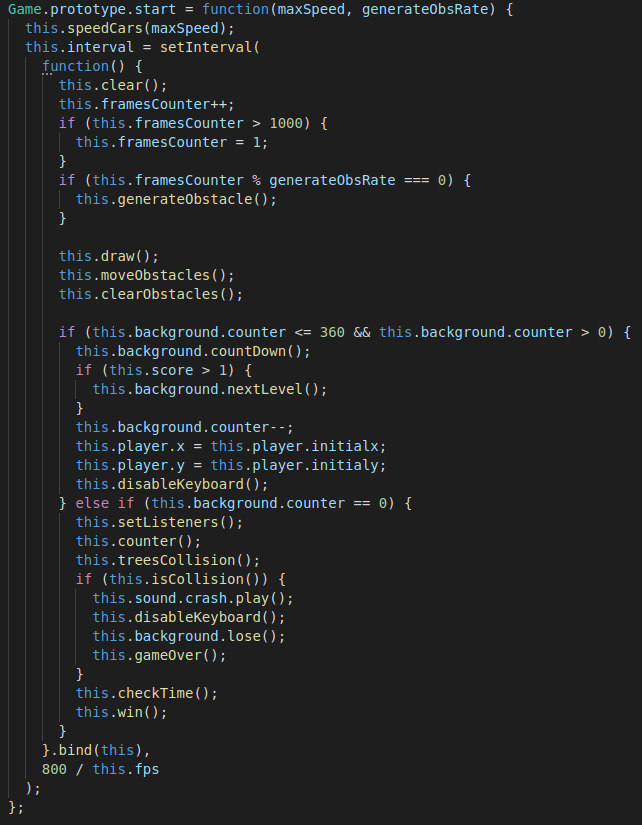 Game.prototype.start = function(maxSpeed, generateObsRate) {
  this.speedCars(maxSpeed);
  this.interval = setInterval(
    function() {
      this.clear();
      this.framesCounter++;
      if (this.framesCounter > 1000) {
        this.framesCounter = 1;
      }
      if (this.framesCounter % generateObsRate === 0) {
        this.generateObstacle();
      }

      this.draw();
      this.moveObstacles();
      this.clearObstacles();

      if (this.background.counter <= 360 && this.background.counter > 0) {
        this.background.countDown();
        if (this.score > 1) {
          this.background.nextLevel();
        }
        this.background.counter--;
        this.player.x = this.player.initialx;
        this.player.y = this.player.initialy;
        this.disableKeyboard();
      } else if (this.background.counter == 0) {
        this.setListeners();
        this.counter();
        this.treesCollision();
        if (this.isCollision()) {
          this.sound.crash.play();
          this.disableKeyboard();
          this.background.lose();
          this.gameOver();
        }
        this.checkTime();
        this.win();
      }
    }.bind(this),
    800 / this.fps
  );
};